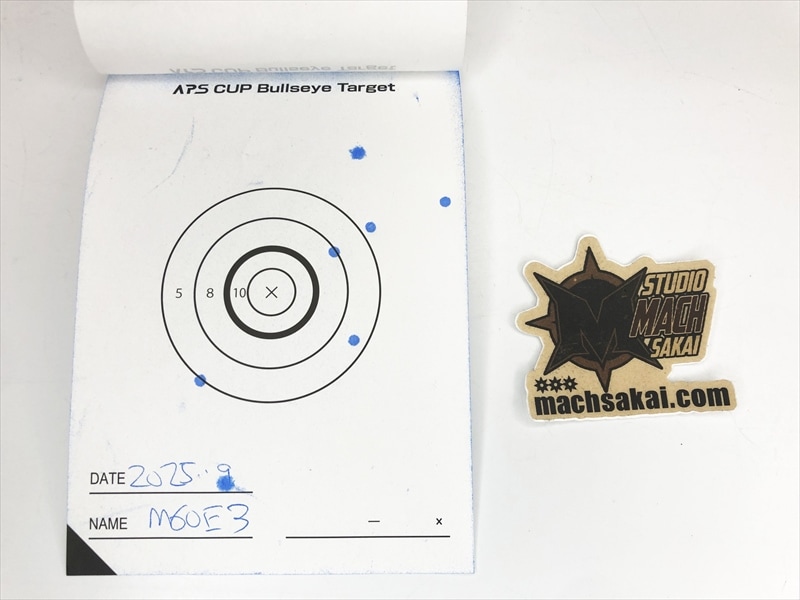 APS CUP Bullseye Target
5 8 10 ×
DATE 2025.9
NAME M60E3
— x
STUDIO
MACH
SAKAI
machsakai.com